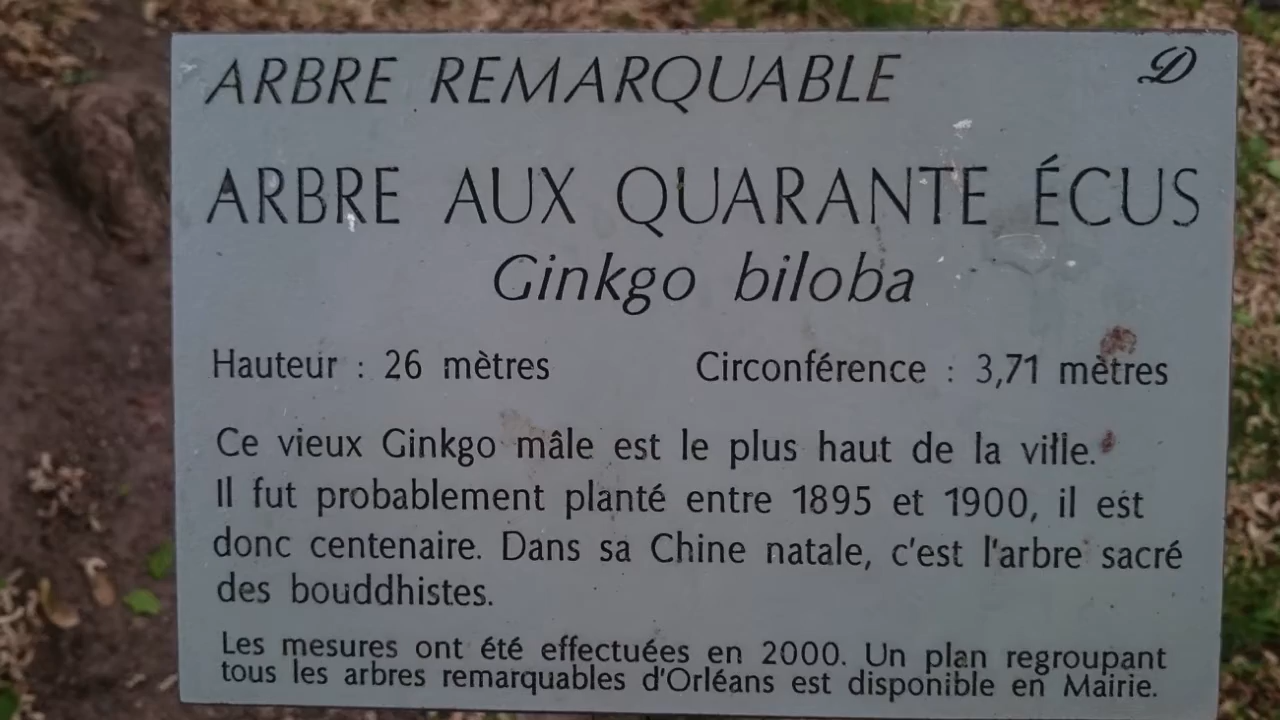 ARBRE REMARQUABLE D
ARBRE AUX QUARANTE ÉCUS
Ginkgo biloba
Hauteur : 26 mètres Circonférence : 3,71 mètres
Ce vieux Ginkgo mâle est le plus haut de la ville.
Il fut probablement planté entre 1895 et 1900, il est
donc centenaire. Dans sa Chine natale, c'est l'arbre sacré
des bouddhistes.
Les mesures ont été effectuées en 2000. Un plan regroupant
tous les arbres remarquables d'Orléans est disponible en Mairie.